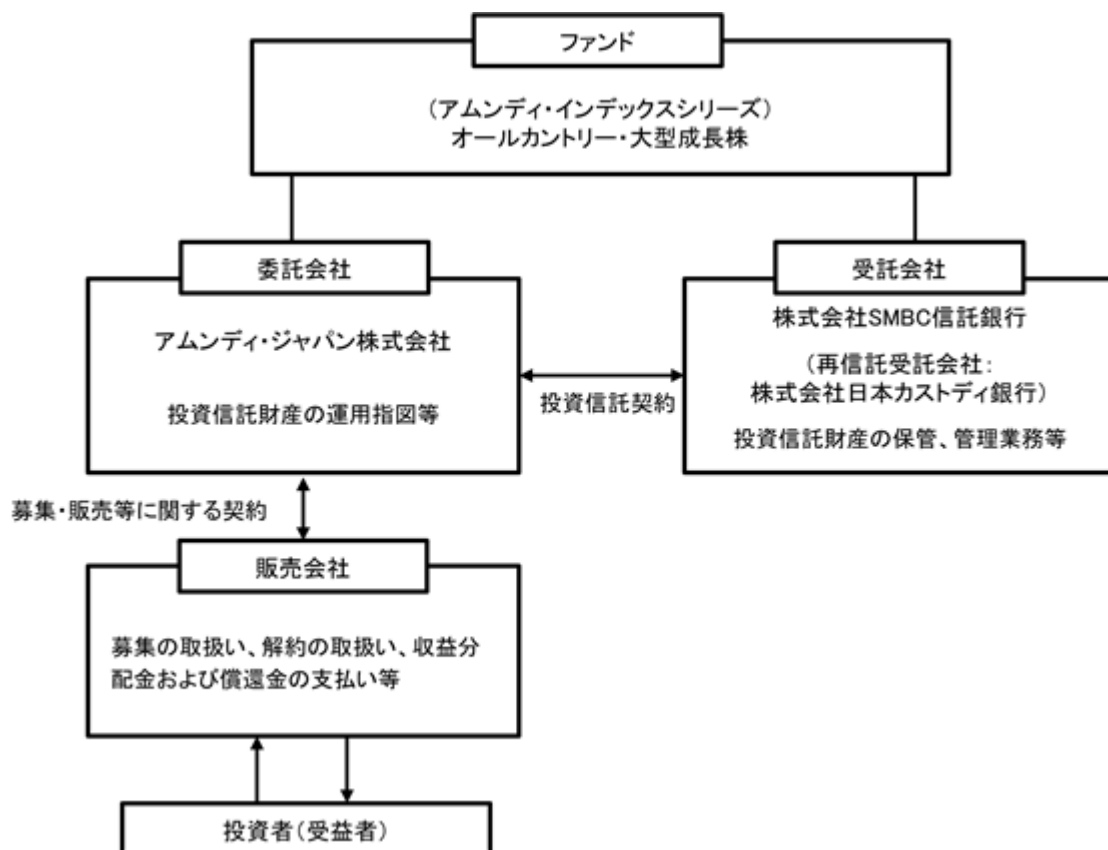 ファンド
(アムンディ・インデックスシリーズ)
オールカントリー・大型成長株
委託会社
アムンディ・ジャパン株式会社
投資信託財産の運用指図等
投資信託契約
受託会社
株式会社SMBC信託銀行
(再信託受託会社:
株式会社日本カストディ銀行)
投資信託財産の保管、管理業務等
募集・販売等に関する契約
販売会社
募集の取扱い、解約の取扱い、収益分
配金および償還金の支払い等
投資者(受益者)